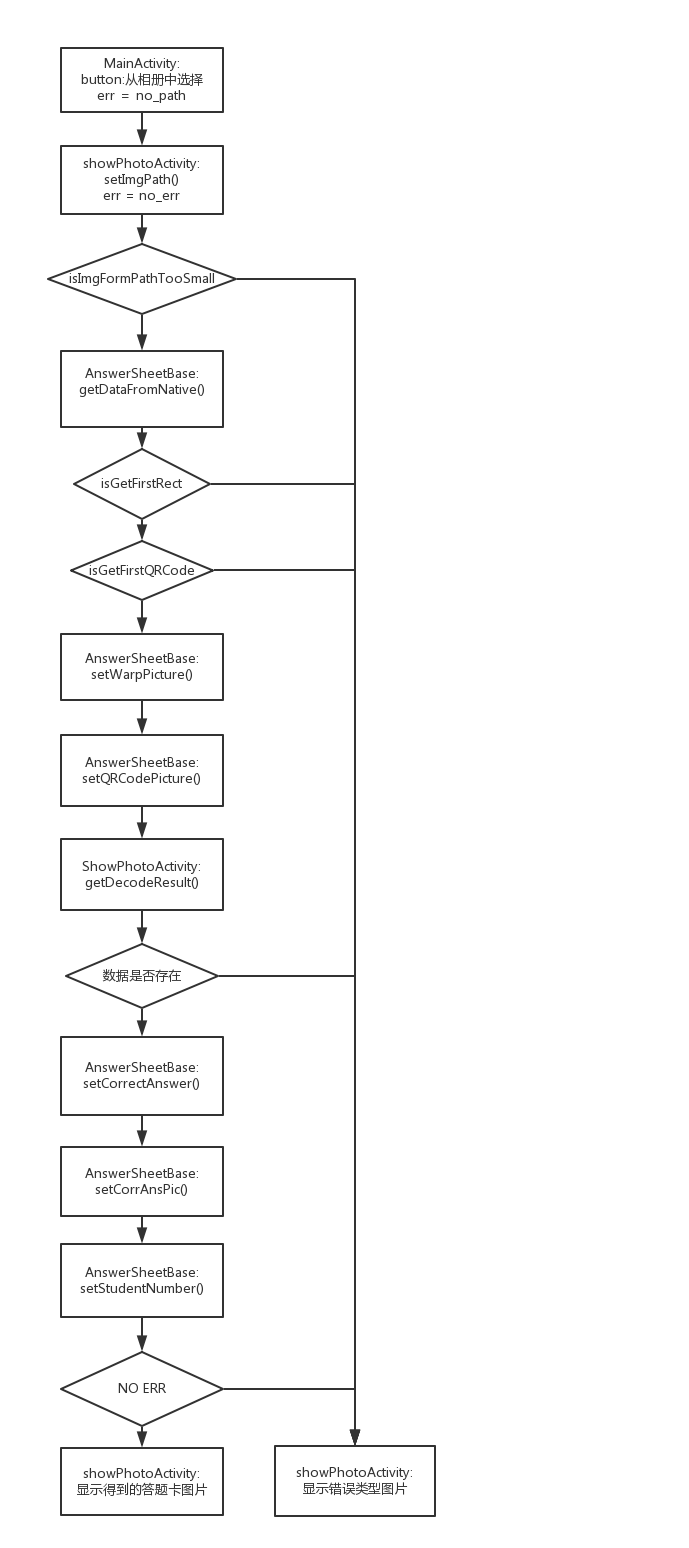 MainActivity:
button:从相册中选择
err = no_path
showPhotoActivity:
setImgPath()
err = no_err
isImgFormPathTooSmall
AnswerSheetBase:
getDataFromNative()
isGetFirstRect
isGetFirstQRCode
AnswerSheetBase:
setWarpPicture()
AnswerSheetBase:
setQRCodePicture()
ShowPhotoActivity:
getDecodeResult()
数据是否存在
AnswerSheetBase:
setCorrectAnswer()
AnswerSheetBase:
setCorrAnsPic()
AnswerSheetBase:
setStudentNumber()
NO ERR
showPhotoActivity:
显示得到的答题卡图片
showPhotoActivity:
显示错误类型图片